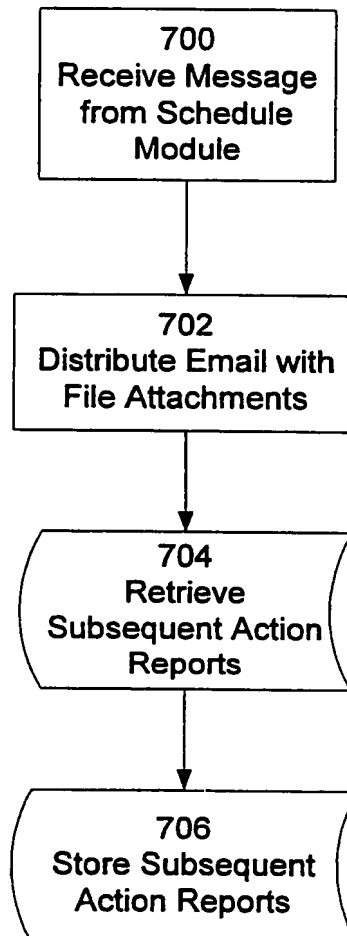 700
Receive Message
from Schedule
Module
702
Distribute Email with
File Attachments
704
Retrieve
Subsequent Action
Reports
706
Store Subsequent
Action Reports